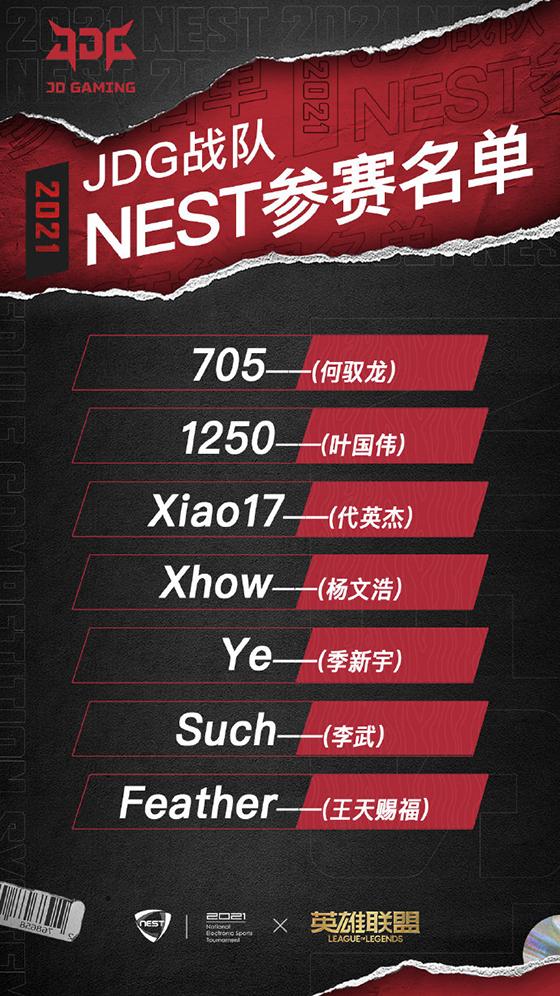 JDG
JD GAMING
2021
JDG战队
NEST参赛名单
705——(何驭龙)
1250——(叶国伟)
Xiao17——(代英杰)
Xhow——(杨文浩)
Ye——(季新宇)
Such——(李武)
Feather——(王天赐福)
NEST
2021
National
Electronic Sports
Tournament
×
英雄联盟
LEAGUE OF LEGENDS